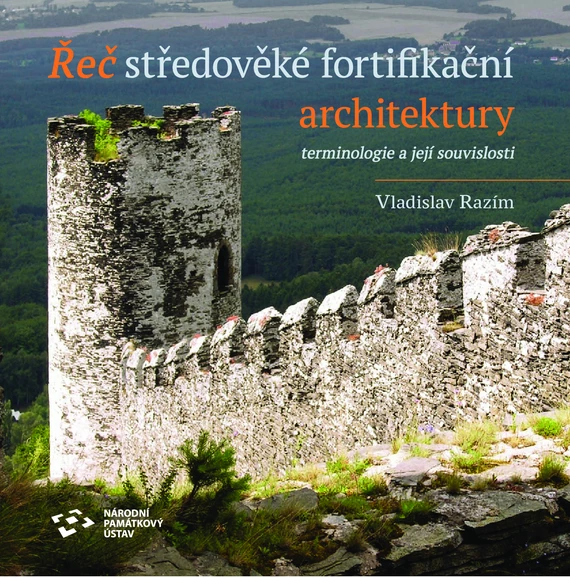 Řeč středověké fortifikační
architektury
terminologie a její souvislosti
Vladislav Razím
NÁRODNÍ
PAMÁTKOVÝ
ÚSTAV